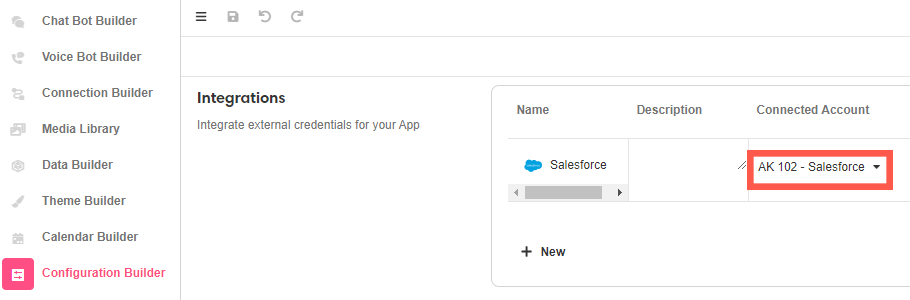 Chat Bot Builder
Voice Bot Builder
Connection Builder
Media Library
Data Builder
Theme Builder
Calendar Builder
Configuration Builder
Integrations
Integrate external credentials for your App
Name Description Connected Account
Salesforce AK 102 - Salesforce
+ New